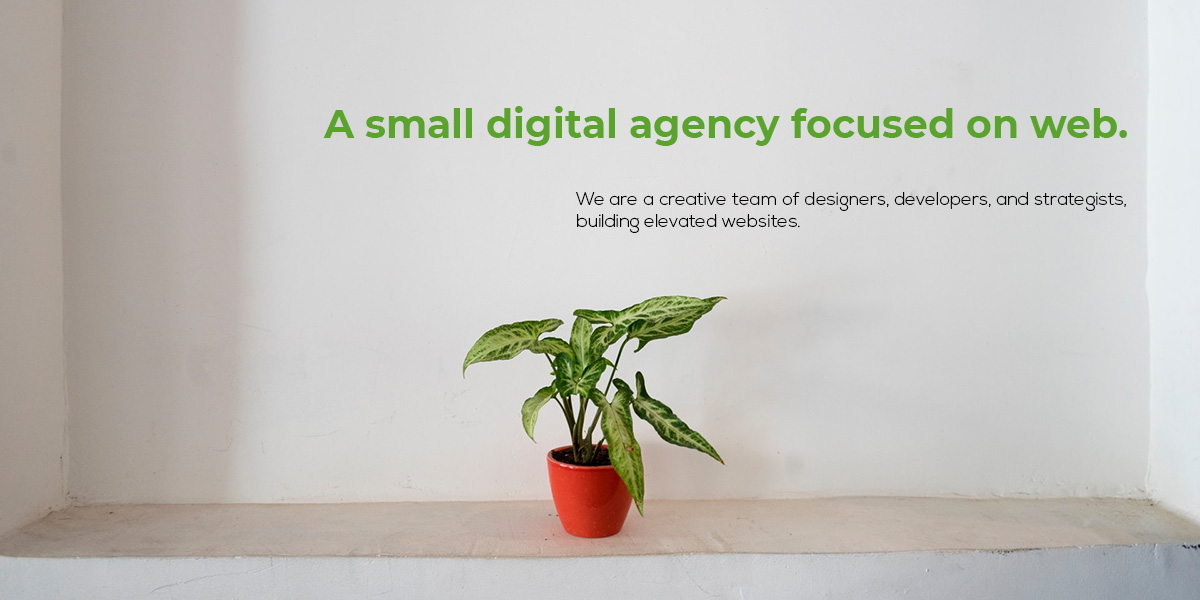 A small digital agency focused on web.
We are a creative team of designers, developers, and strategists,
building elevated websites.